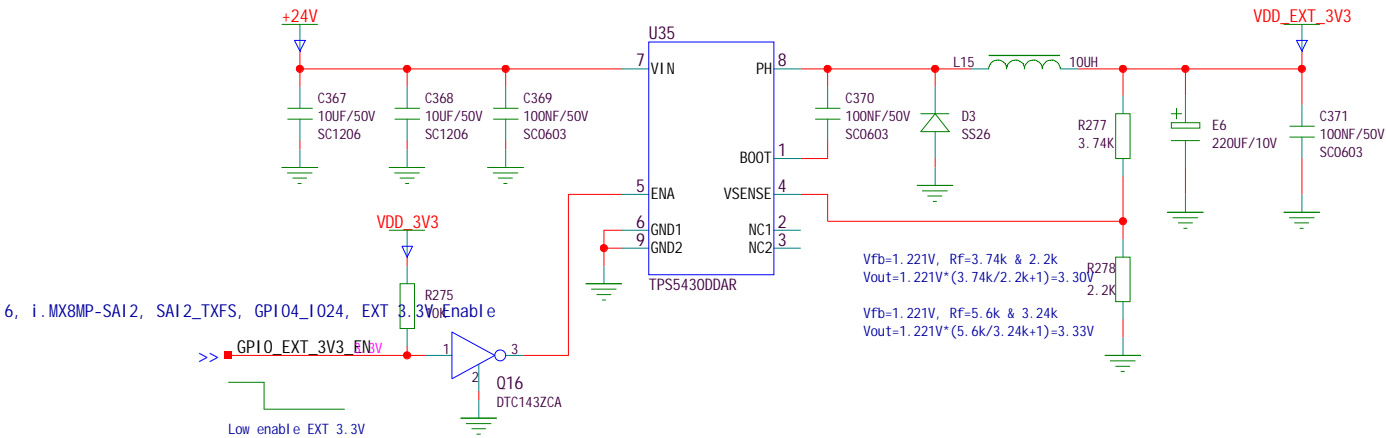 +24V
VDD_EXT_3V3
U35
7
VIN
PH
8
L15
10UH
C367
10UF/50V
SC1206
C368
10UF/50V
SC1206
C369
100NF/50V
SC0603
C370
100NF/50V
SC0603
D3
SS26
R277
3.74K
E6
220UF/10V
C371
100NF/50V
SC0603
BOOT
1
5
ENA
VSENSE
4
VDD_3V3
6
GND1
NC1
2
9
GND2
NC2
3
TPS5430DDAR
Vfb=1.221V, Rf=3.74k & 2.2k
Vout=1.221V*(3.74k/2.2k+1)=3.30V
R278
2.2K
Vfb=1.221V, Rf=5.6k & 3.24k
Vout=1.221V*(5.6k/3.24k+1)=3.33V
R275
10K
6, i.MX8MP-SAI2, SAI2_TXFS, GPIO4_IO24, EXT 3.3V Enable
>>
GPIO_EXT_3V3_EN
3.3V
1
3
2
Q16
DTC143ZCA
Low enable EXT 3.3V
+